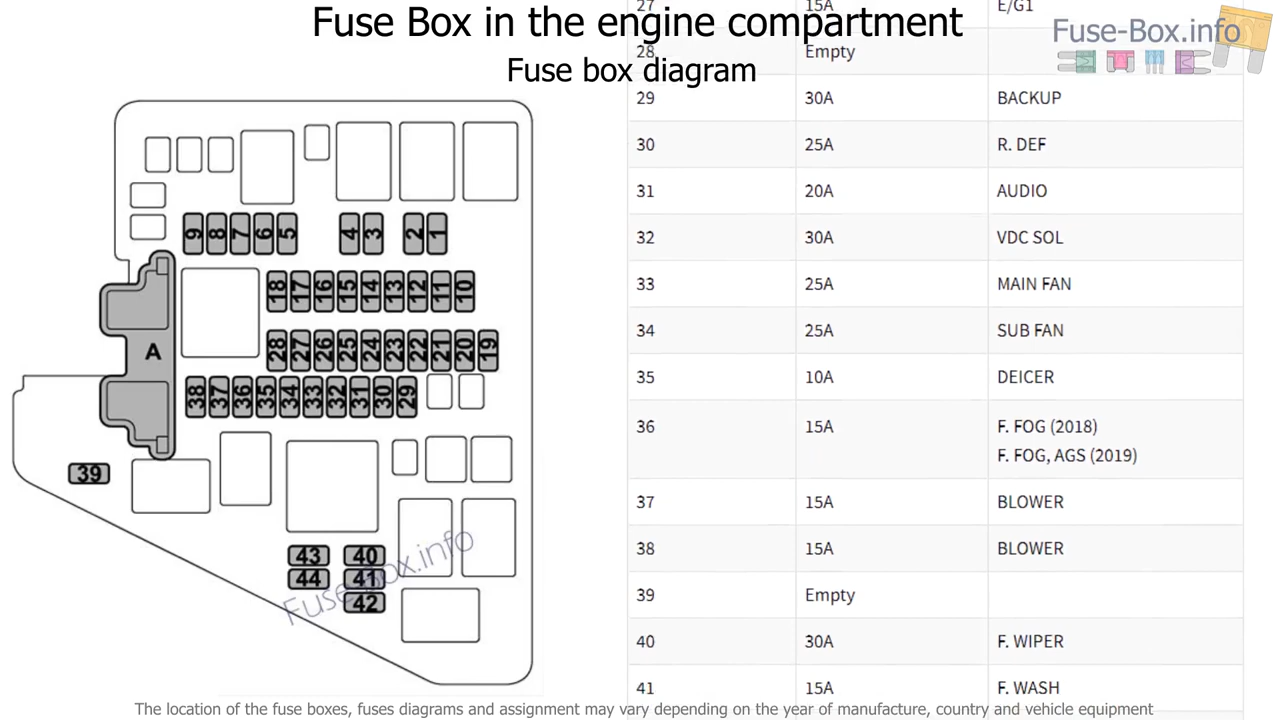 Fuse Box in the engine compartment
Fuse box diagram
Fuse-Box.info
27 15A E/G1
28 Empty
29 30A BACKUP
30 25A R. DEF
31 20A AUDIO
32 30A VDC SOL
33 25A MAIN FAN
34 25A SUB FAN
35 10A DEICER
36 15A F. FOG (2018)
F. FOG, AGS (2019)
37 15A BLOWER
38 15A BLOWER
39 Empty
40 30A F. WIPER
41 15A F. WASH
9 8 7 6 5 4 3 2 1
18 17 16 15 14 13 12 11 10
A
28 27 26 25 24 23 22 21 20 19
38 37 36 35 34 33 32 31 30 29
39
43 40
44 41
42
Fuse-Box.info
The location of the fuse boxes, fuses diagrams and assignment may vary depending on the year of manufacture, country and vehicle equipment